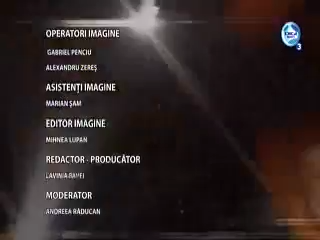 OPERATORI IMAGINE
GABRIEL PENCIU
ALEXANDRU ZEREȘ
ASISTENȚI IMAGINE
MARIAN ȘAM
EDITOR IMAGINE
MIHNEA LUPAN
REDACTOR - PRODUCĂTOR
LAVINIA
MODERATOR
ANDREEA RĂDUCAN
3